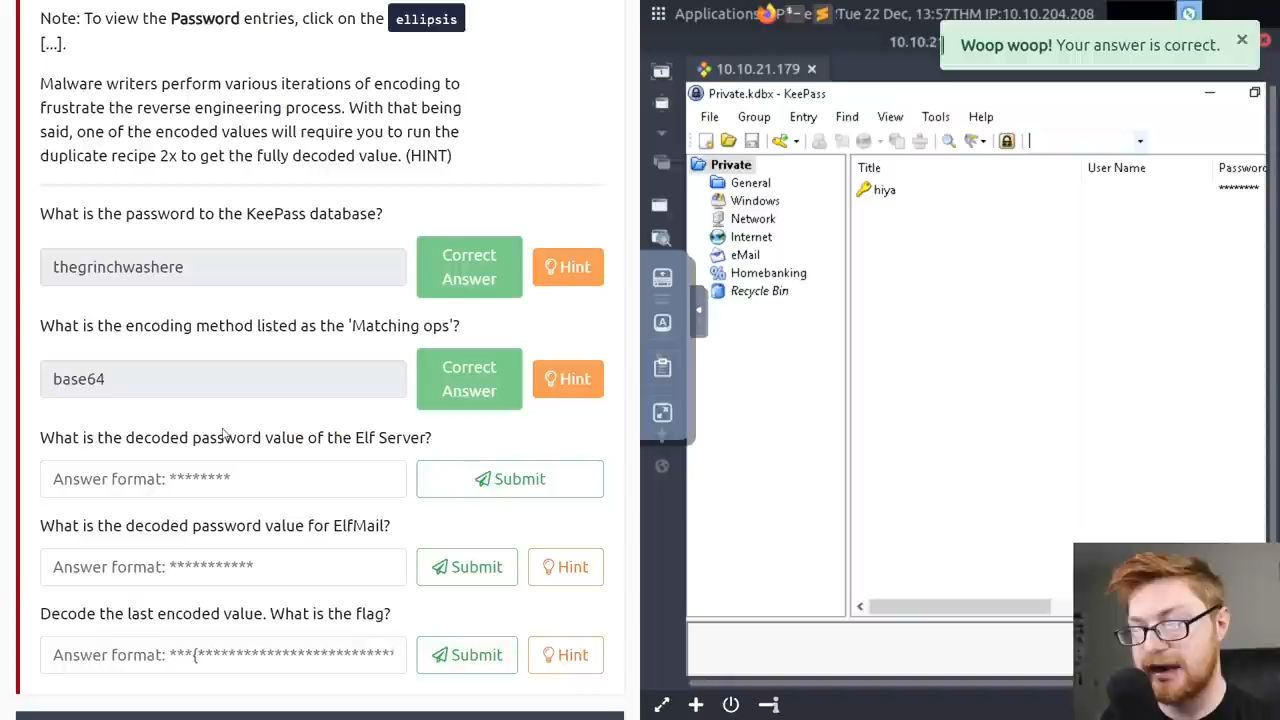 Note: To view the Password entries, click on the ellipsis
[...].
Malware writers perform various iterations of encoding to
frustrate the reverse engineering process. With that being
said, one of the encoded values will require you to run the
duplicate recipe 2x to get the fully decoded value. (HINT)
What is the password to the KeePass database?
thegrinchwashere
Correct
Answer
Hint
What is the encoding method listed as the 'Matching ops'?
base64
Correct
Answer
Hint
What is the decoded password value of the Elf Server?
Answer format: ********
Submit
What is the decoded password value for ElfMail?
Answer format: ***********
Submit
Hint
Decode the last encoded value. What is the flag?
Answer format: ***{**************************
Submit
Hint
Applications
Tue 22 Dec, 13:57
THM IP:10.10.204.208
10.10.2
Woop woop! Your answer is correct.
10.10.21.179
Private.kdbx - KeePass
File Group Entry Find View Tools Help
Private
General
Windows
Network
Internet
eMail
Homebanking
Recycle Bin
Title User Name Password
hiya ********